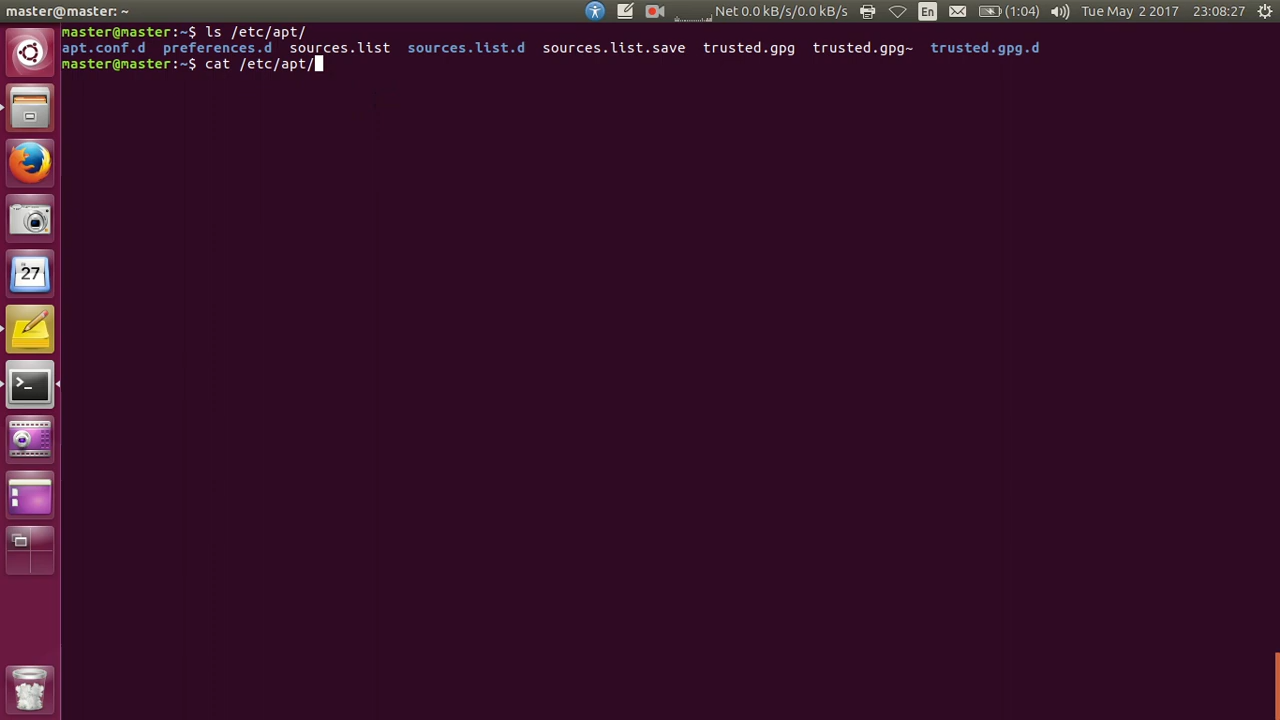 master@master: ~
Net 0.0 kB/s/0.0 kB/s
En
(1:04)
Tue May 2 2017
23:08:27
master@master:~$ ls /etc/apt/
apt.conf.d preferences.d sources.list sources.list.d sources.list.save trusted.gpg trusted.gpg~ trusted.gpg.d
master@master:~$ cat /etc/apt/
27
>_